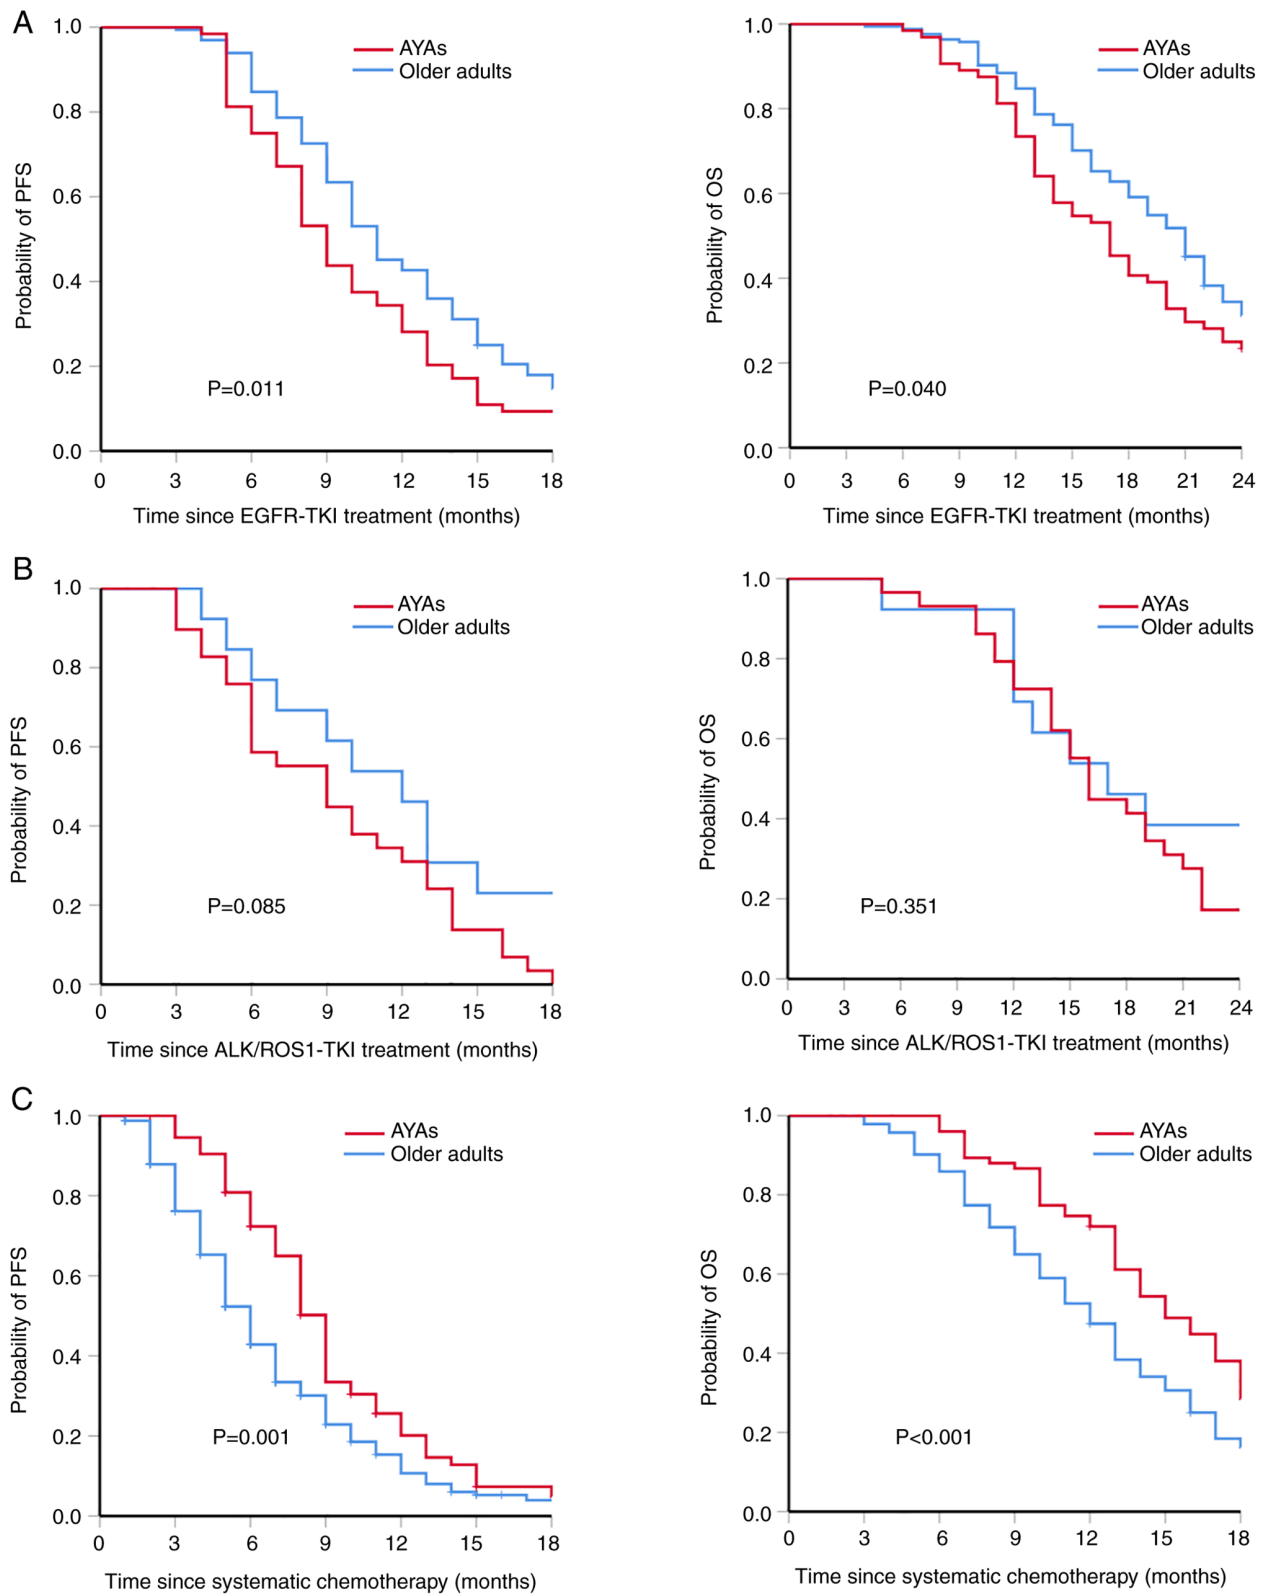 A
1.0
0.8
0.6
0.4
0.2
0.0
Probability of PFS
AYAs
Older adults
P=0.011
0 3 6 9 12 15 18
Time since EGFR-TKI treatment (months)
1.0
0.8
0.6
0.4
0.2
0.0
Probability of OS
AYAs
Older adults
P=0.040
0 3 6 9 12 15 18 21 24
Time since EGFR-TKI treatment (months)
B
1.0
0.8
0.6
0.4
0.2
0.0
Probability of PFS
AYAs
Older adults
P=0.085
0 3 6 9 12 15 18
Time since ALK/ROS1-TKI treatment (months)
1.0
0.8
0.6
0.4
0.2
0.0
Probability of OS
AYAs
Older adults
P=0.351
0 3 6 9 12 15 18 21 24
Time since ALK/ROS1-TKI treatment (months)
C
1.0
0.8
0.6
0.4
0.2
0.0
Probability of PFS
AYAs
Older adults
P=0.001
0 3 6 9 12 15 18
Time since systematic chemotherapy (months)
1.0
0.8
0.6
0.4
0.2
0.0
Probability of OS
AYAs
Older adults
P<0.001
0 3 6 9 12 15 18
Time since systematic chemotherapy (months)